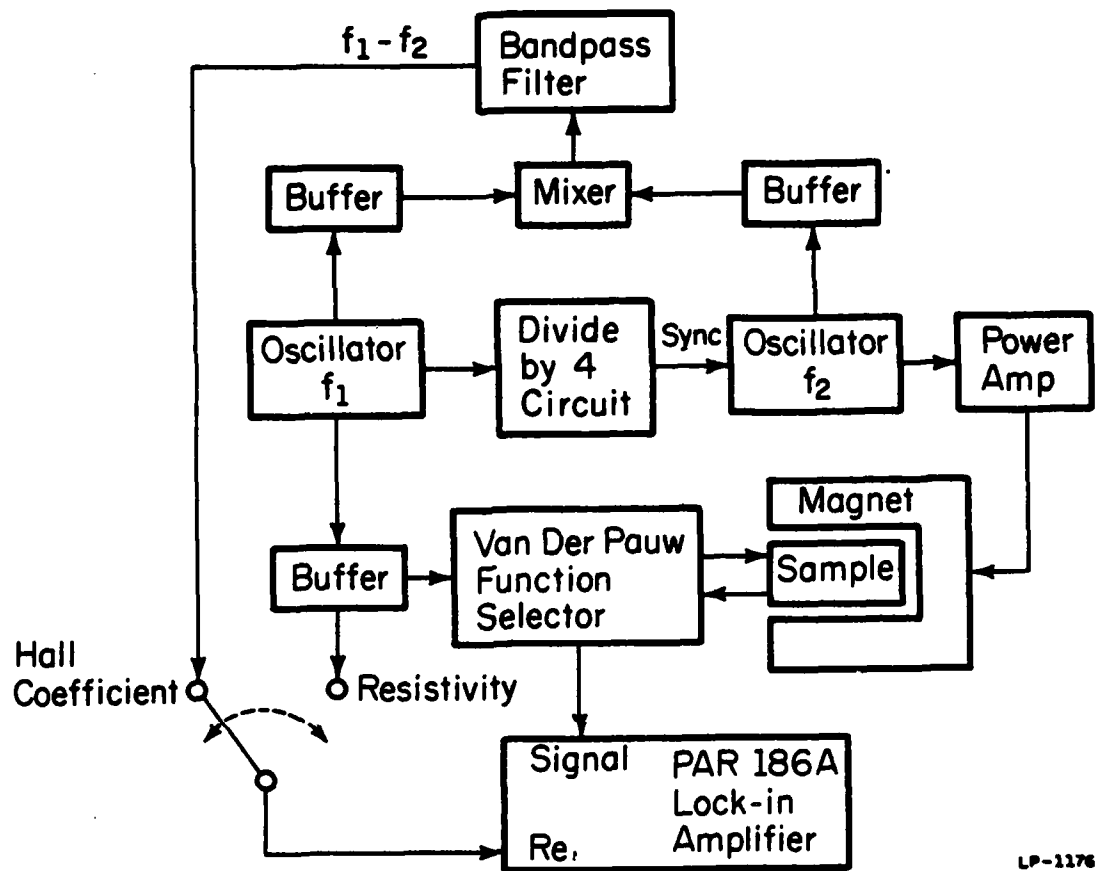 f1-f2
Bandpass
Filter
Buffer
Mixer
Buffer
Oscillator
f1
Divide
by 4
Circuit
Sync
Oscillator
f2
Power
Amp
Magnet
Buffer
Van Der Pauw
Function
Selector
Sample
Hall
Coefficient
Resistivity
Signal
PAR 186A
Lock-in
Amplifier
LP-1176